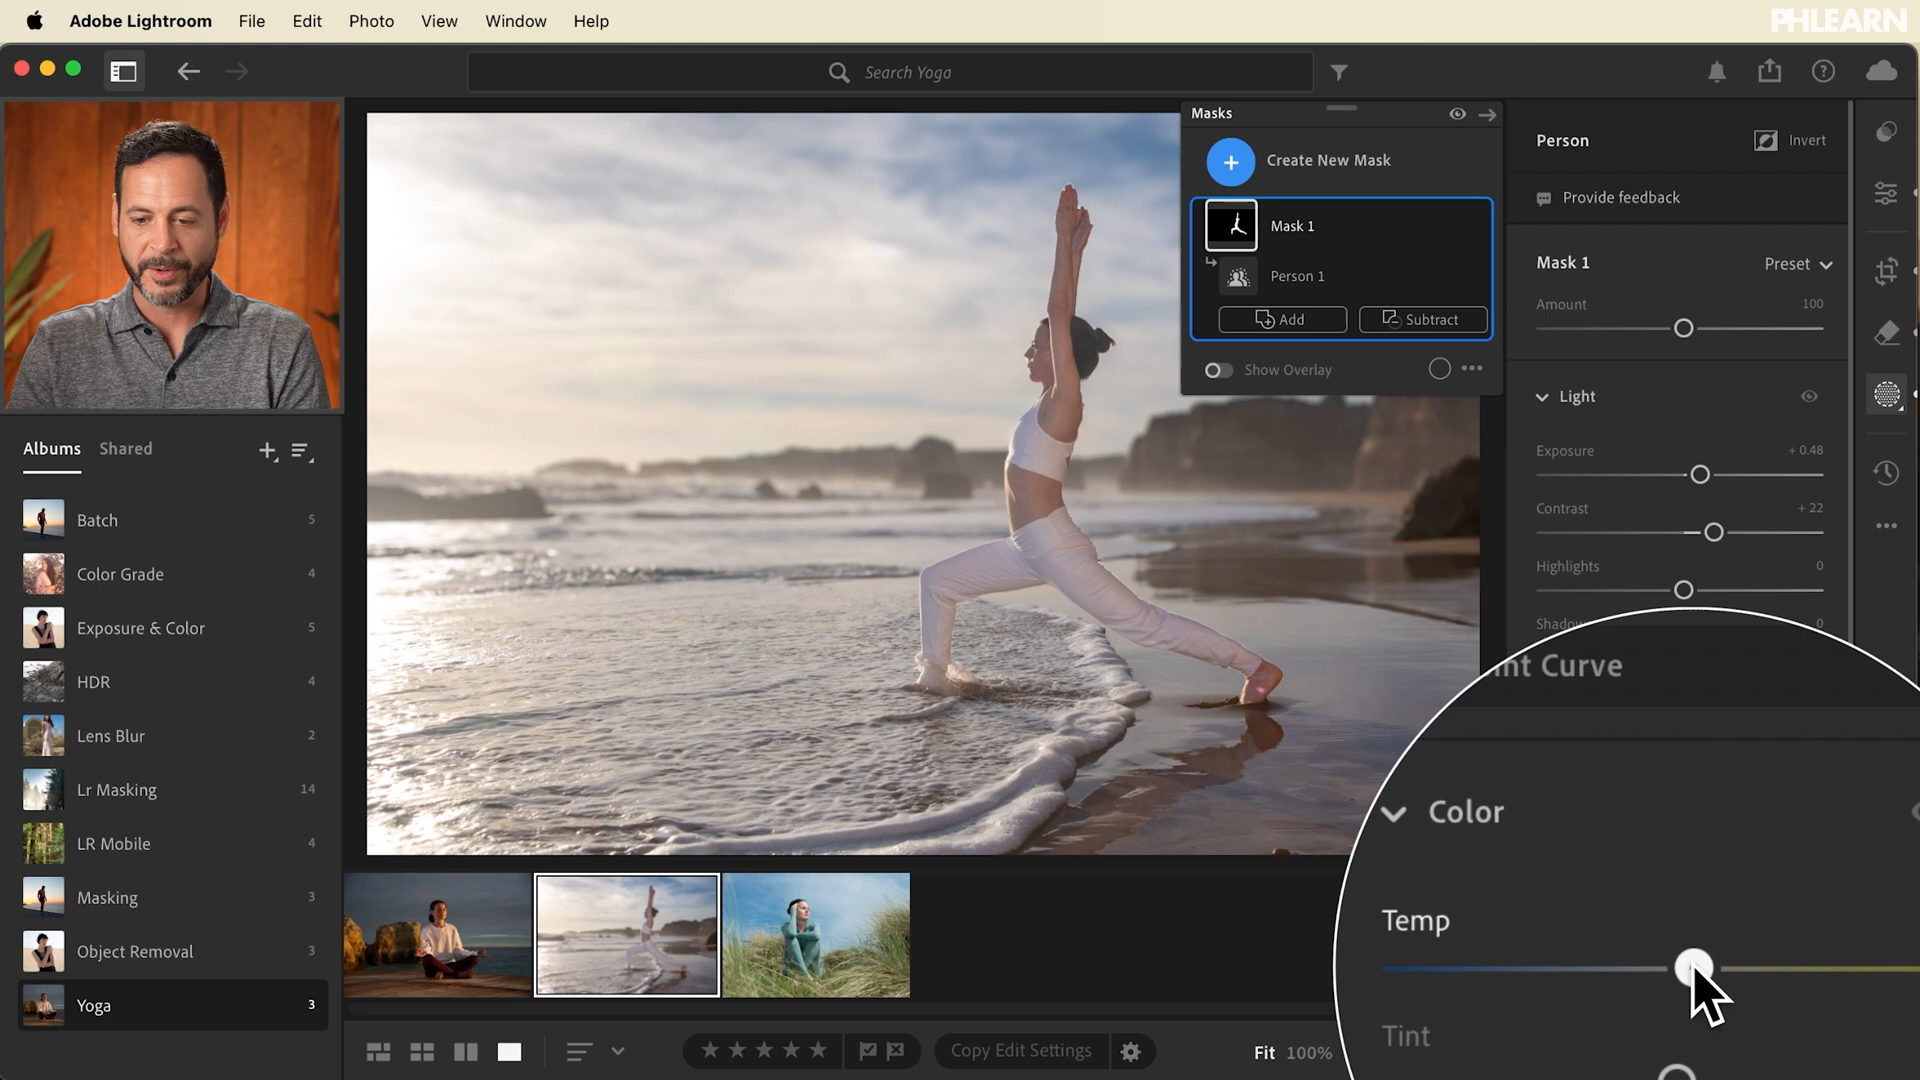 Adobe Lightroom File Edit Photo View Window Help
PHLEARN
Search Yoga
Masks
Create New Mask
Mask 1
Person 1
Add Subtract
Show Overlay
Person Invert
Provide feedback
Mask 1 Preset
Amount 100
Light
Exposure + 0.48
Contrast + 22
Highlights 0
0
Curve
Color
Temp
Tint
Albums Shared
Batch 5
Color Grade 4
Exposure & Color 5
HDR 4
Lens Blur 2
Lr Masking 14
LR Mobile 4
Masking 3
Object Removal 3
Yoga 3
Copy Edit Settings
Fit 100%